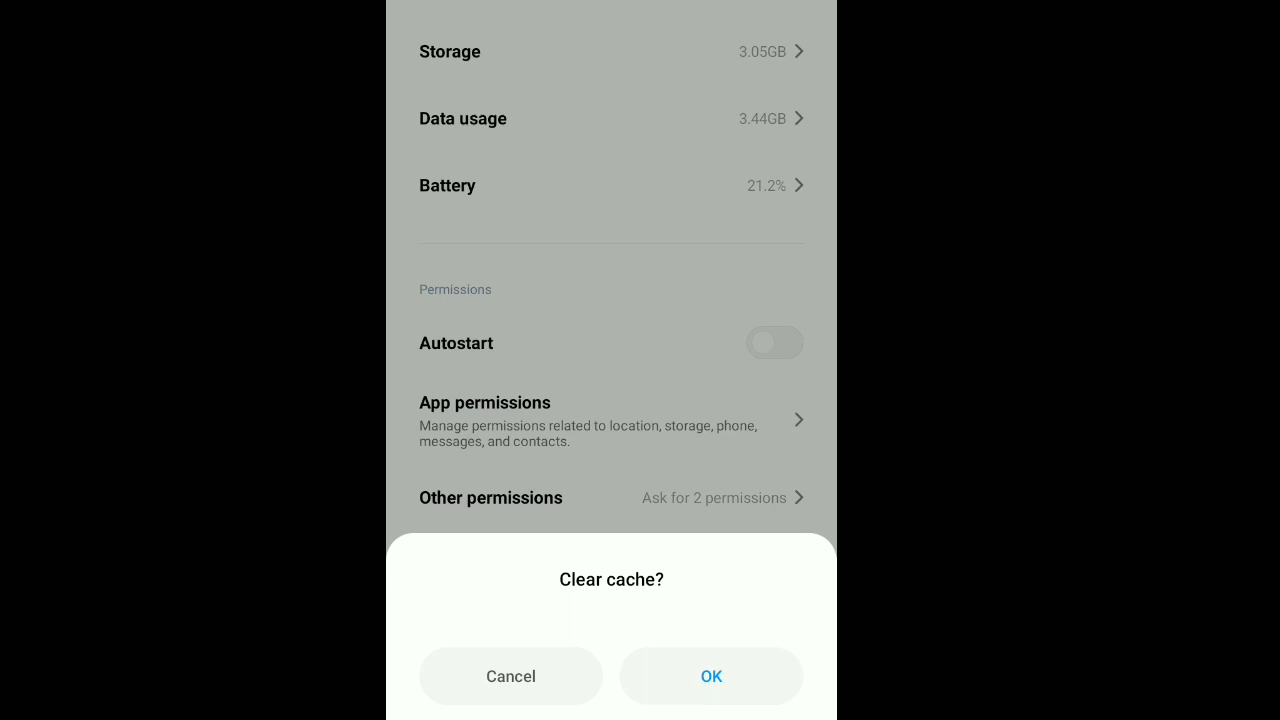 Storage 3.05GB
Data usage 3.44GB
Battery 21.2%
Permissions
Autostart
App permissions
Manage permissions related to location, storage, phone,
messages, and contacts.
Other permissions Ask for 2 permissions
Clear cache?
Cancel OK